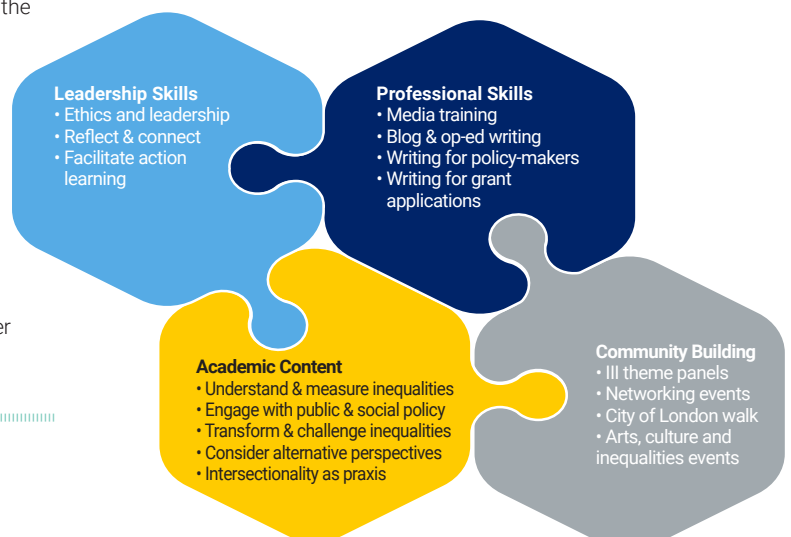 the
Leadership Skills
• Ethics and leadership
• Reflect & connect
• Facilitate action
learning
Professional Skills
• Media training
• Blog & op-ed writing
• Writing for policy-makers
• Writing for grant
applications
er
Academic Content
• Understand & measure inequalities
• Engage with public & social policy
• Transform & challenge inequalities
• Consider alternative perspectives
• Intersectionality as praxis
Community Building
• III theme panels
• Networking events
• City of London walk
• Arts, culture and
inequalities events